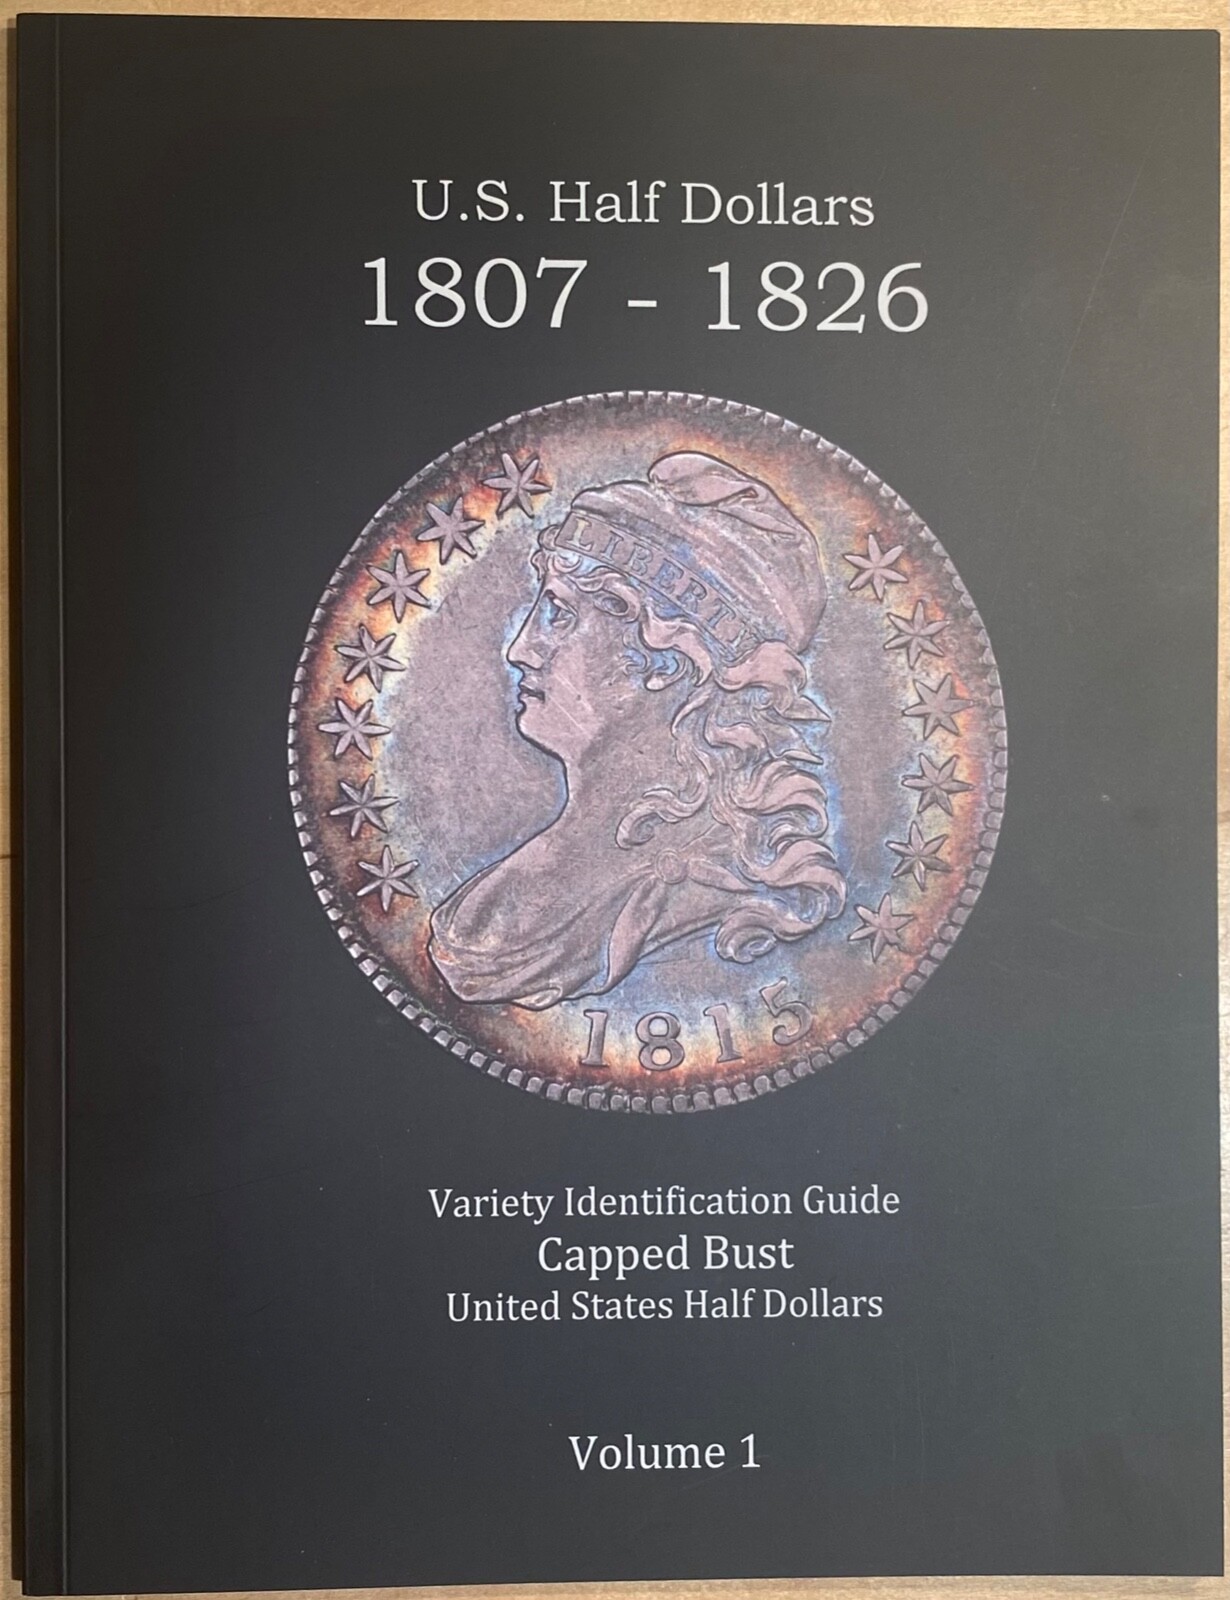 U.S. Half Dollars
1807 - 1826
LIBERTY
1815
Variety Identification Guide
Capped Bust
United States Half Dollars
Volume 1